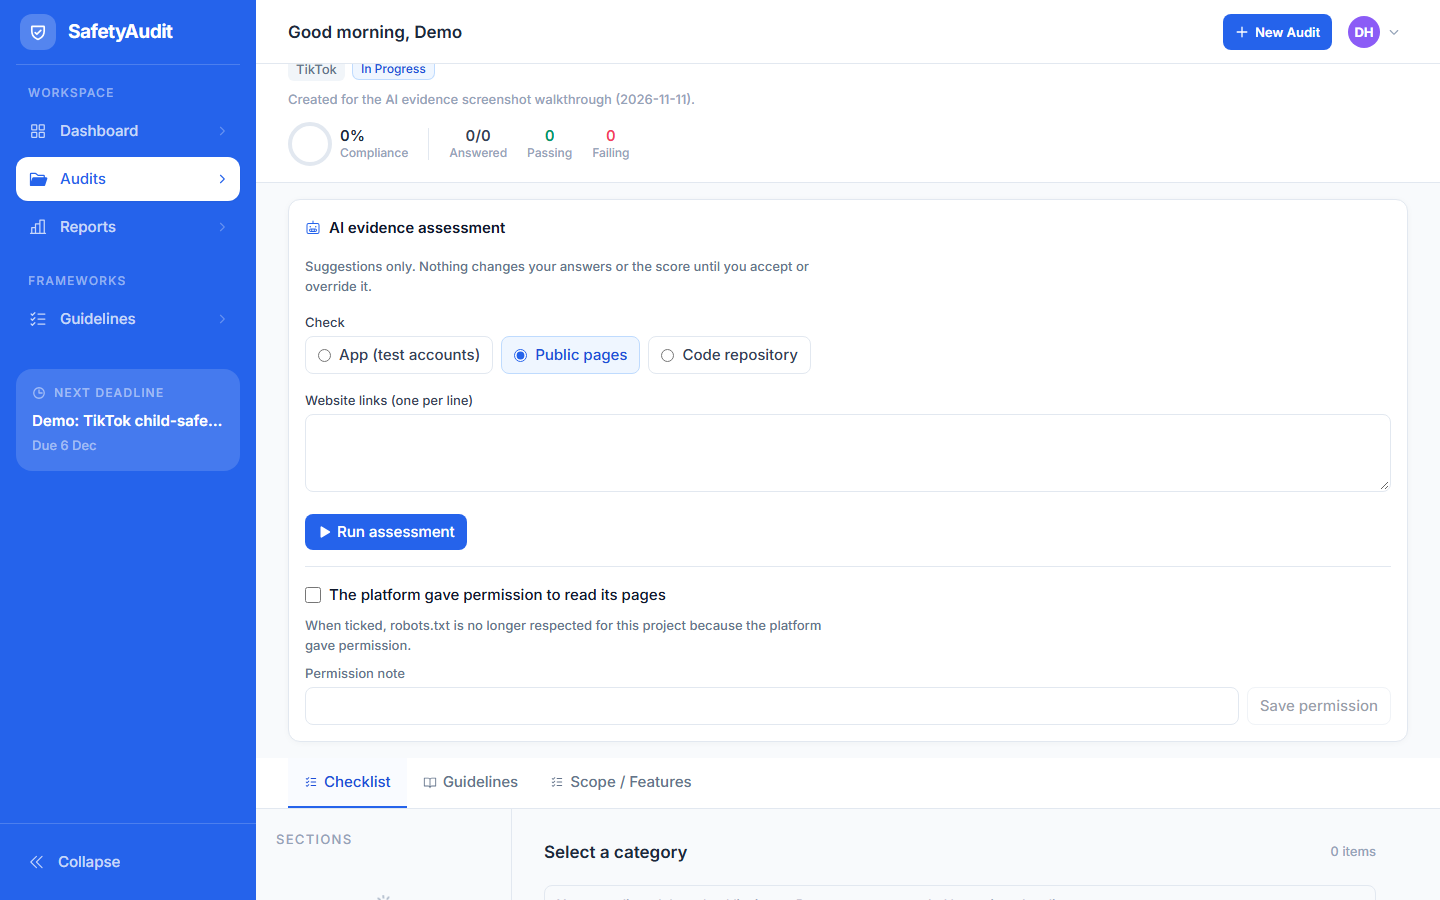 SafetyAudit
WORKSPACE
Dashboard
Audits
Reports
FRAMEWORKS
Guidelines
NEXT DEADLINE
Demo: TikTok child-safe...
Due 6 Dec
Collapse
Good morning, Demo
New Audit
DH
TikTok
In Progress
Created for the AI evidence screenshot walkthrough (2026-11-11).
0%
Compliance
0/0
Answered
0
Passing
0
Failing
AI evidence assessment
Suggestions only. Nothing changes your answers or the score until you accept or
override it.
Check
App (test accounts)
Public pages
Code repository
Website links (one per line)
Run assessment
The platform gave permission to read its pages
When ticked, robots.txt is no longer respected for this project because the platform
gave permission.
Permission note
Save permission
Checklist
Guidelines
Scope / Features
SECTIONS
Select a category
0 items